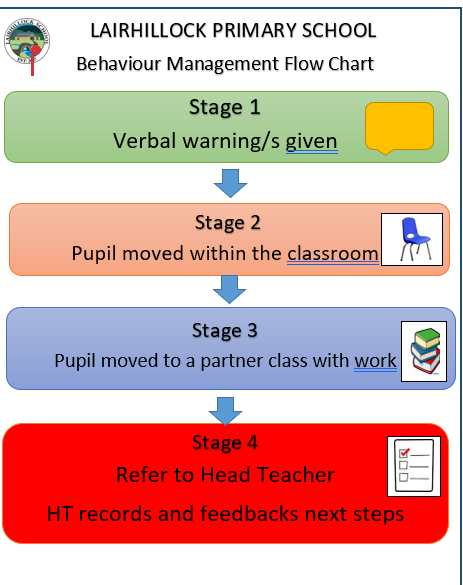 LAIRHILLOCK SCHOOL
LAIRHILLOCK PRIMARY SCHOOL
Behaviour Management Flow Chart
Stage 1
Verbal warning/s given
Stage 2
Pupil moved within the classroom
Stage 3
Pupil moved to a partner class with work
Stage 4
Refer to Head Teacher
HT records and feedbacks next steps